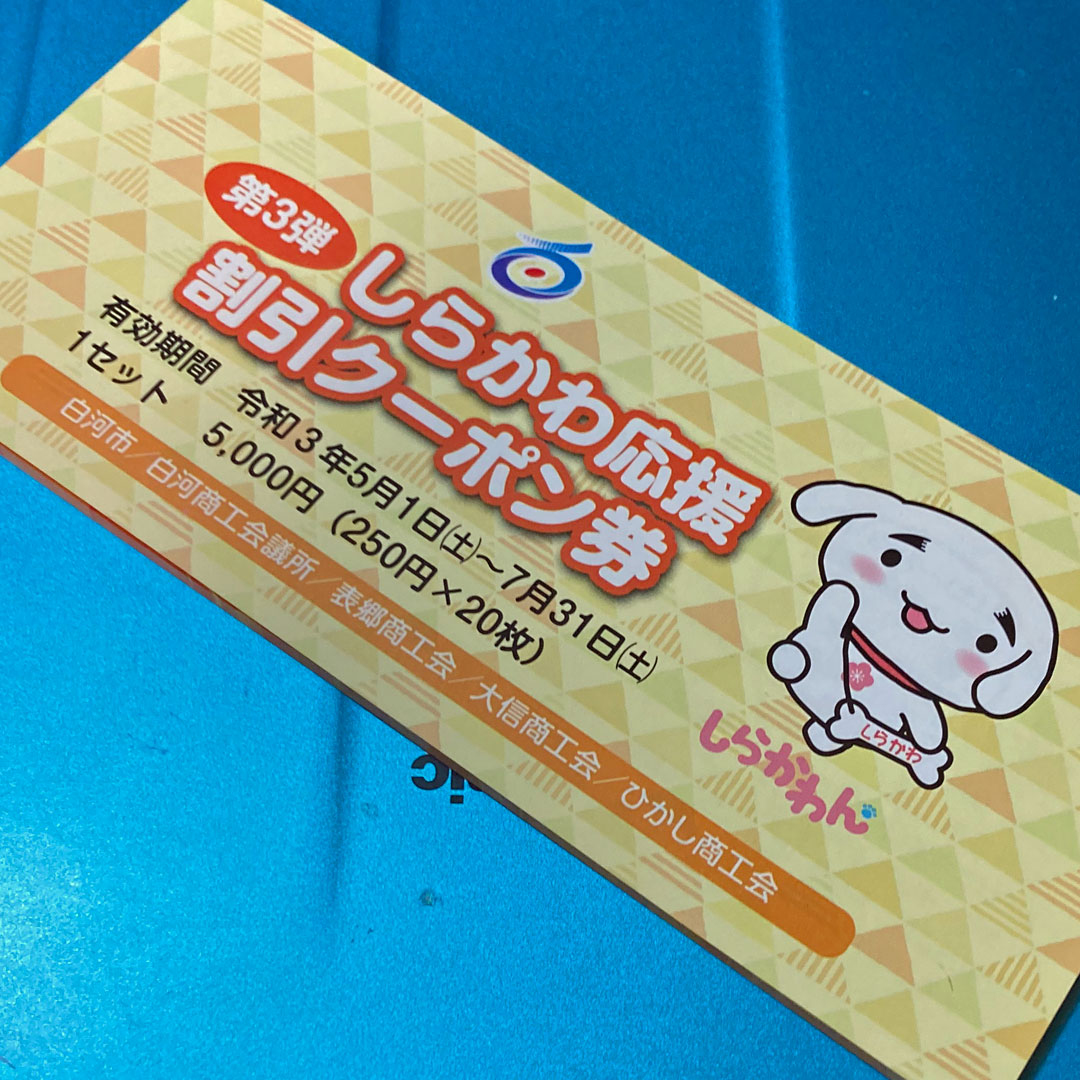 第3弾
しらかわ応援
割引クーポン券
有効期間 令和3年5月1日㈯～7月31日㈯
1セット 5,000円（250円×20枚）
白河市／白河商工会議所／表郷商工会／大信商工会／ひかし商工会
しらかわ
しらかわん
ic